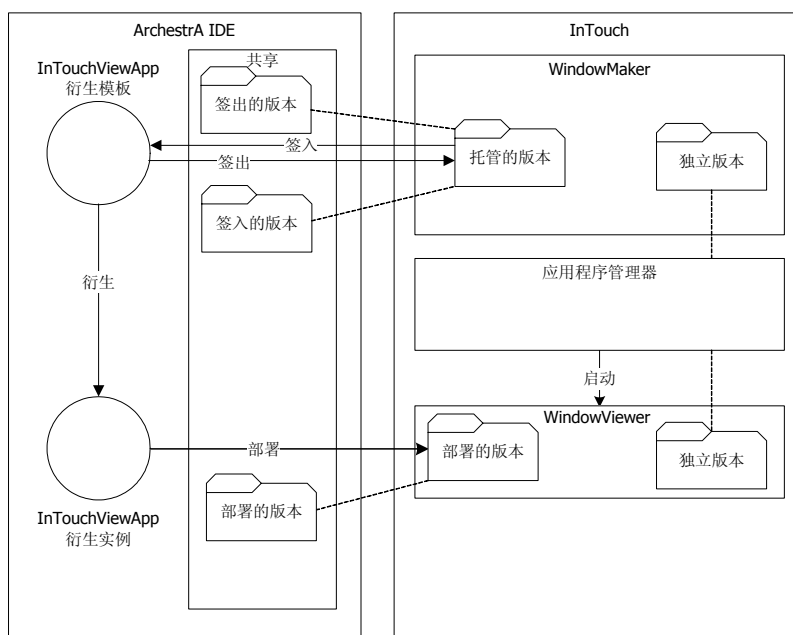 ArchestrA IDE
InTouchViewApp
衍生模板
共享
签出的版本
签入
签出
签入的版本
衍生
部署
部署的版本
InTouchViewApp
衍生实例
InTouch
WindowMaker
托管的版本
独立版本
应用程序管理器
启动
WindowViewer
部署的版本
独立版本